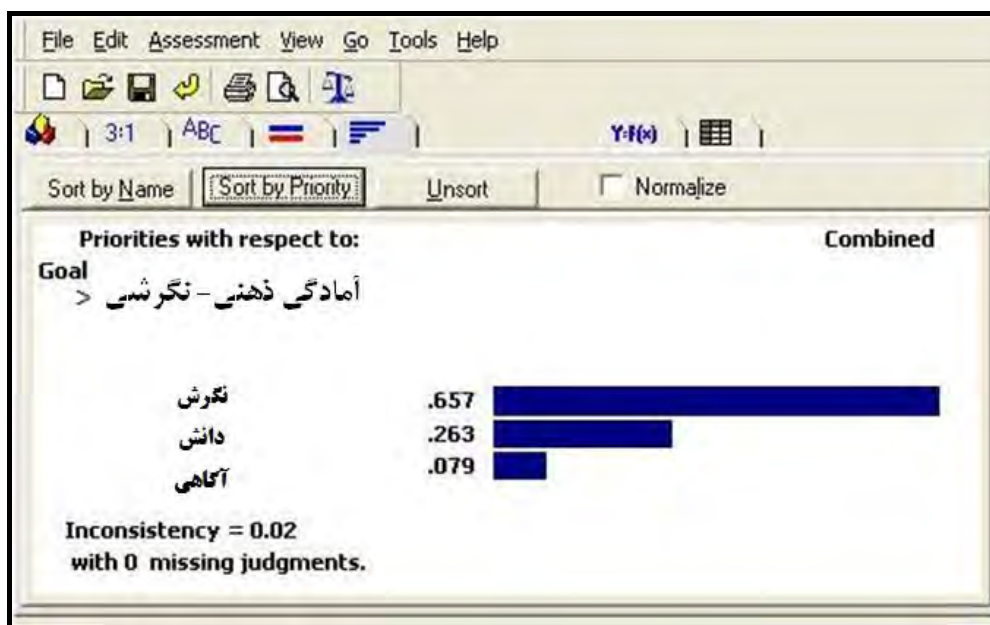 File Edit Assessment View Go Tools Help
3:1 ABC Y=F(x)
Sort by Name Sort by Priority Unsort Normalize
Priorities with respect to: Combined
Goal
> آمادگی ذهنی - نگرشی
نگرش .657
دانش .263
آگاهی .079
Inconsistency = 0.02
with 0 missing judgments.